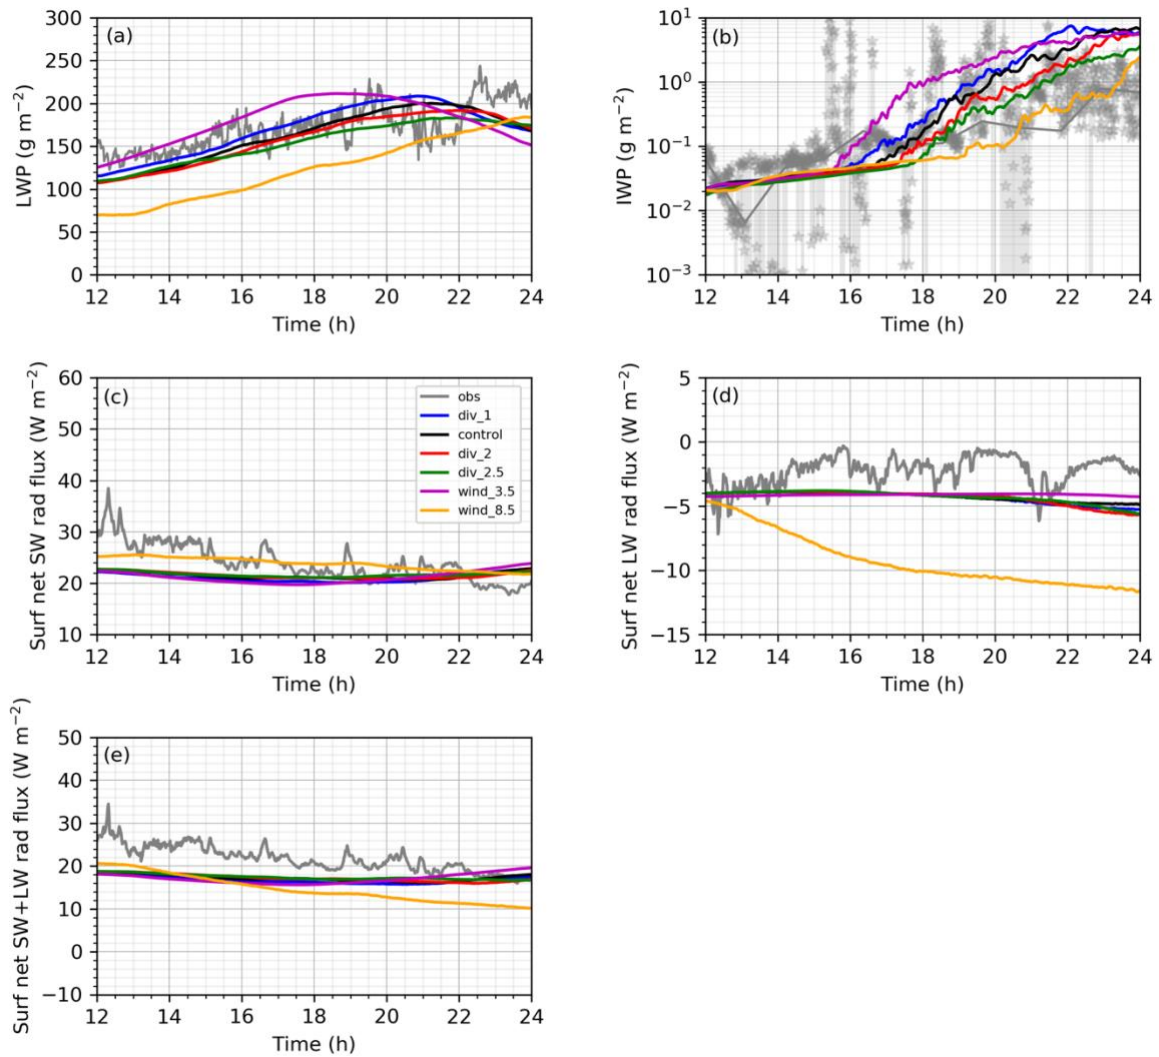 (a)
LWP (g m⁻²)
300
250
200
150
100
50
0
12 14 16 18 20 22 24
Time (h)
(b)
IWP (g m⁻²)
10¹
10⁰
10⁻¹
10⁻²
10⁻³
12 14 16 18 20 22 24
Time (h)
(c)
Surf net SW rad flux (W m⁻²)
60
50
40
30
20
10
obs
div_1
control
div_2
div_2.5
wind_3.5
wind_8.5
12 14 16 18 20 22 24
Time (h)
(d)
Surf net LW rad flux (W m⁻²)
5
0
−5
−10
−15
12 14 16 18 20 22 24
Time (h)
(e)
Surf net SW+LW rad flux (W m⁻²)
50
40
30
20
10
0
−10
12 14 16 18 20 22 24
Time (h)